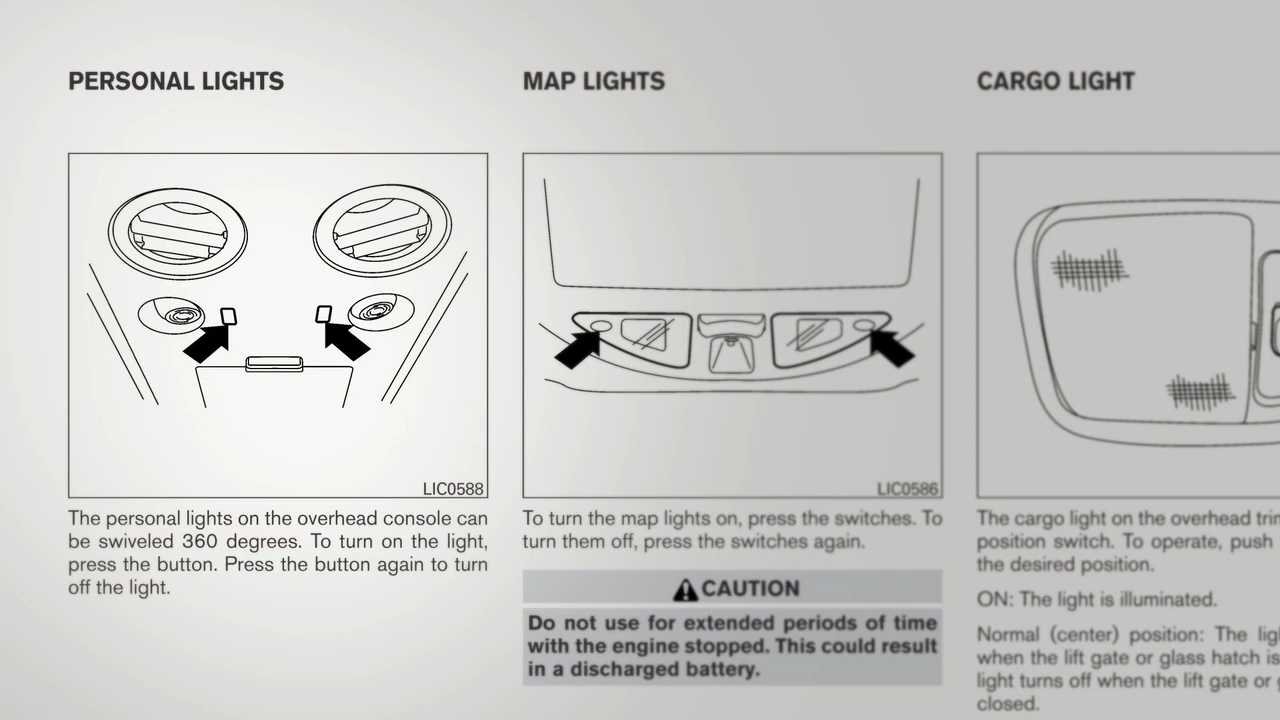 PERSONAL LIGHTS
LIC0588
The personal lights on the overhead console can
be swiveled 360 degrees. To turn on the light,
press the button. Press the button again to turn
off the light.
MAP LIGHTS
LIC0586
To turn the map lights on, press the switches. To
turn them off, press the switches again.
CAUTION
Do not use for extended periods of time
with the engine stopped. This could result
in a discharged battery.
CARGO LIGHT
The cargo light on the overhead
position switch. To operate, push
the desired position.
ON: The light is illuminated.
Normal (center) position: The
when the lift gate or glass hatch is
light turns off when the lift gate or
closed.